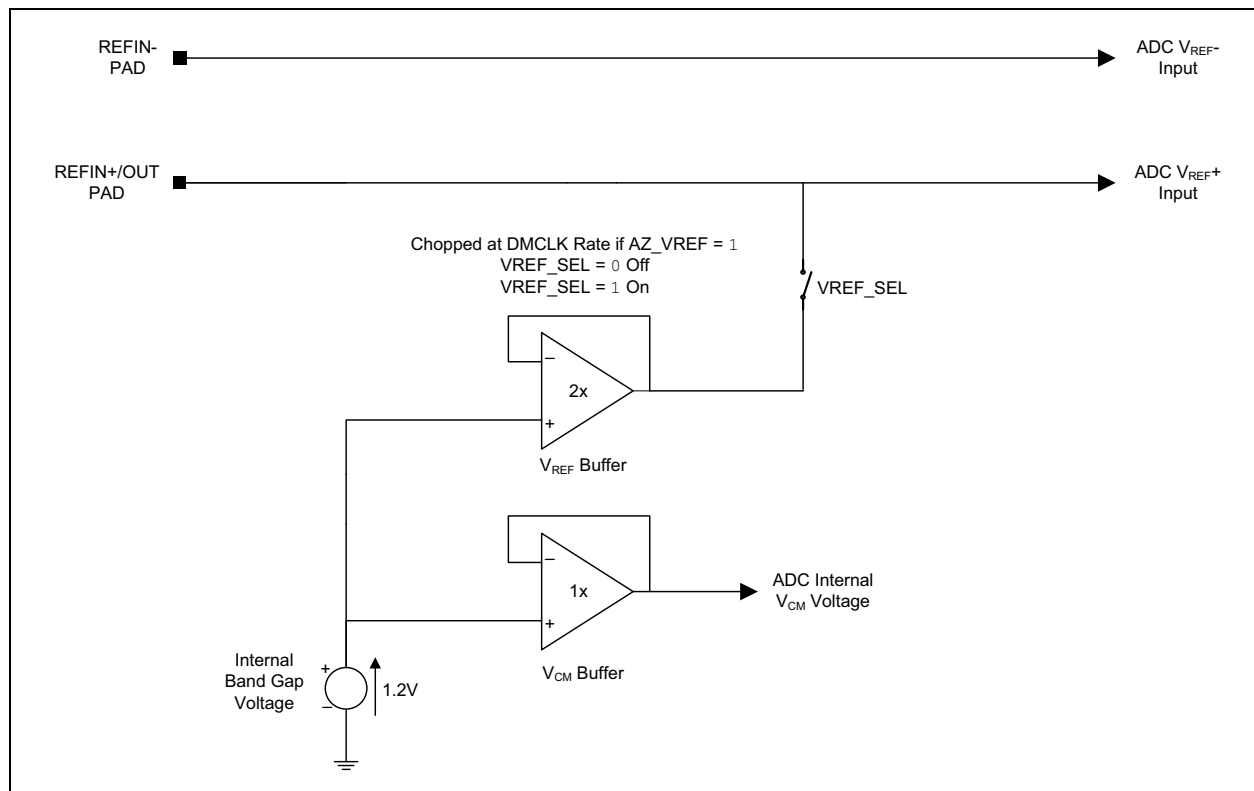 REFIN-
PAD
ADC VREF-
Input
REFIN+/OUT
PAD
ADC VREF+
Input
Chopped at DMCLK Rate if AZ_VREF = 1
VREF_SEL = 0 Off
VREF_SEL = 1 On
VREF_SEL
–
2x
+
VREF Buffer
–
1x
+
ADC Internal
VCM Voltage
VCM Buffer
Internal
Band Gap
Voltage
+
–
1.2V